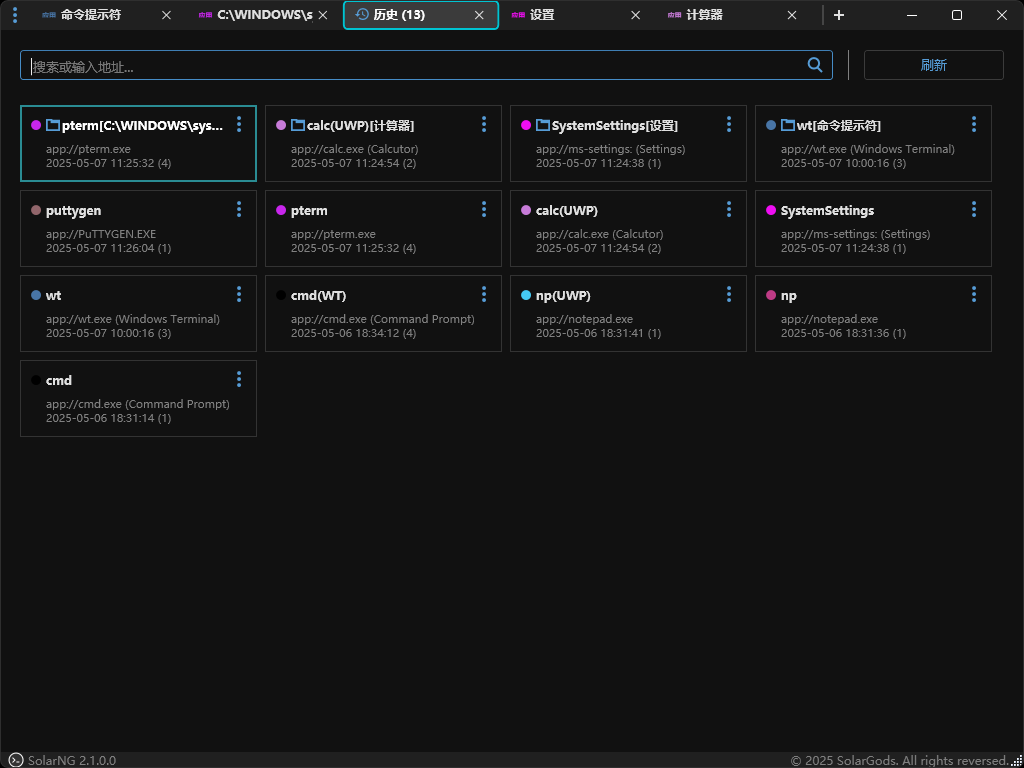 应用 命令提示符
应用 C:\WINDOWS\s
历史 (13)
应用 设置
应用 计算器
搜索或输入地址...
刷新
pterm[C:\WINDOWS\sys...
app://pterm.exe
2025-05-07 11:25:32 (4)
calc(UWP)[计算器]
app://calc.exe (Calcutor)
2025-05-07 11:24:54 (2)
SystemSettings[设置]
app://ms-settings: (Settings)
2025-05-07 11:24:38 (1)
wt[命令提示符]
app://wt.exe (Windows Terminal)
2025-05-07 10:00:16 (3)
puttygen
app://PuTTYGEN.EXE
2025-05-07 11:26:04 (1)
pterm
app://pterm.exe
2025-05-07 11:25:32 (4)
calc(UWP)
app://calc.exe (Calcutor)
2025-05-07 11:24:54 (2)
SystemSettings
app://ms-settings: (Settings)
2025-05-07 11:24:38 (1)
wt
app://wt.exe (Windows Terminal)
2025-05-07 10:00:16 (3)
cmd(WT)
app://cmd.exe (Command Prompt)
2025-05-06 18:34:12 (4)
np(UWP)
app://notepad.exe
2025-05-06 18:31:41 (1)
np
app://notepad.exe
2025-05-06 18:31:36 (1)
cmd
app://cmd.exe (Command Prompt)
2025-05-06 18:31:14 (1)
SolarNG 2.1.0.0
© 2025 SolarGods. All rights reversed.